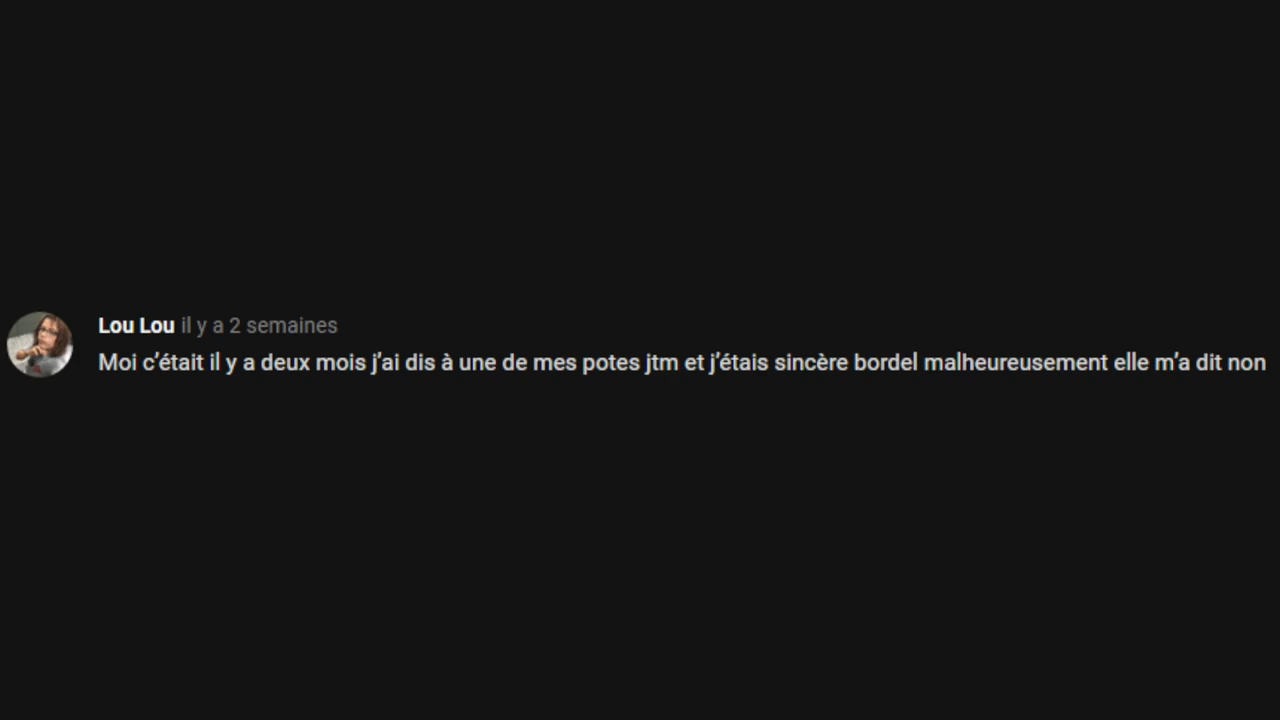 Lou Lou il y a 2 semaines
Moi c’était il y a deux mois j’ai dis à une de mes potes jtm et j’étais sincère bordel malheureusement elle m’a dit non